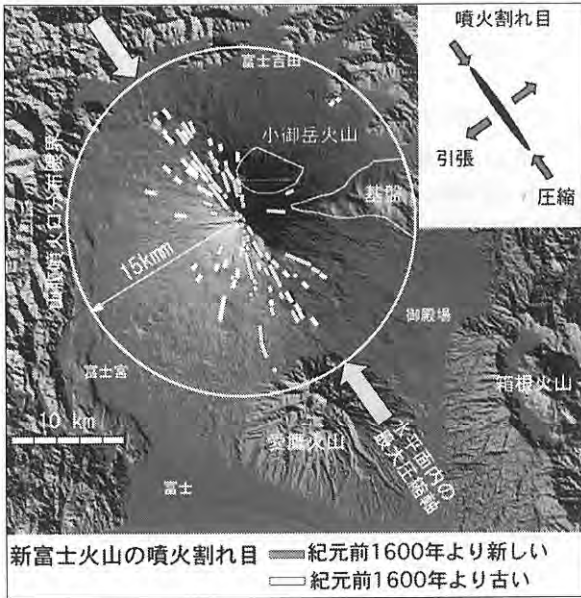 噴火割れ目
引張
圧縮
富士吉田
小御岳火山
基盤
15kmm
御殿場
箱根火山
富士宮
10 km
愛鷹火山
水平面内の
最大圧縮軸
富士
新富士火山の噴火割れ目
紀元前1600年より新しい
紀元前1600年より古い